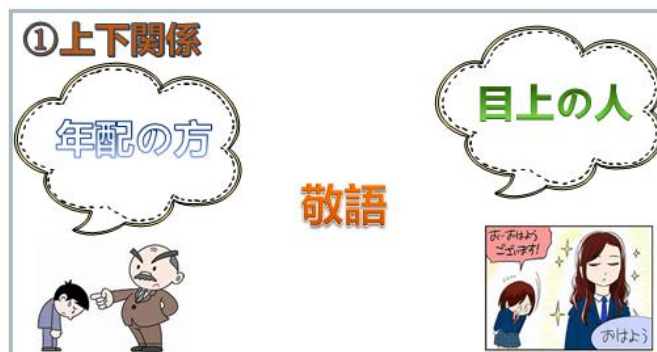 ①上下関係
年配の方
目上の人
敬語
お…おはよう
ございます!
おはよう